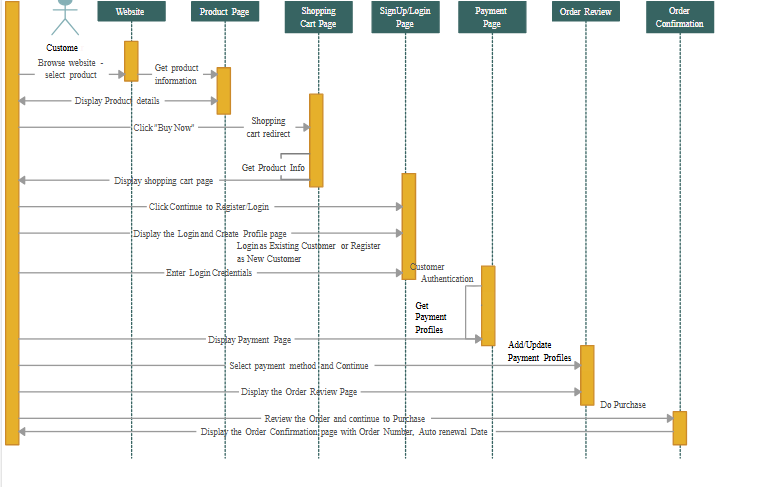 Website
Product Page
Shopping
Cart Page
SignUp/Login
Page
Payment
Page
Order Review
Order
Confirmation
Custome
Browse website -
select product
Get product
information
Display Product details
Click "Buy Now"
Shopping
cart redirect
Get Product Info
Display shopping cart page
Click Continue to Register/Login
Display the Login and Create Profile page
Login as Existing Customer or Register
as New Customer
Enter Login Credentials
Customer
Authentication
Get
Payment
Profiles
Display Payment Page
Add/Update
Payment Profiles
Select payment method and Continue
Display the Order Review Page
Do Purchase
Review the Order and continue to Purchase
Display the Order Confirmation page with Order Number, Auto renewal Date